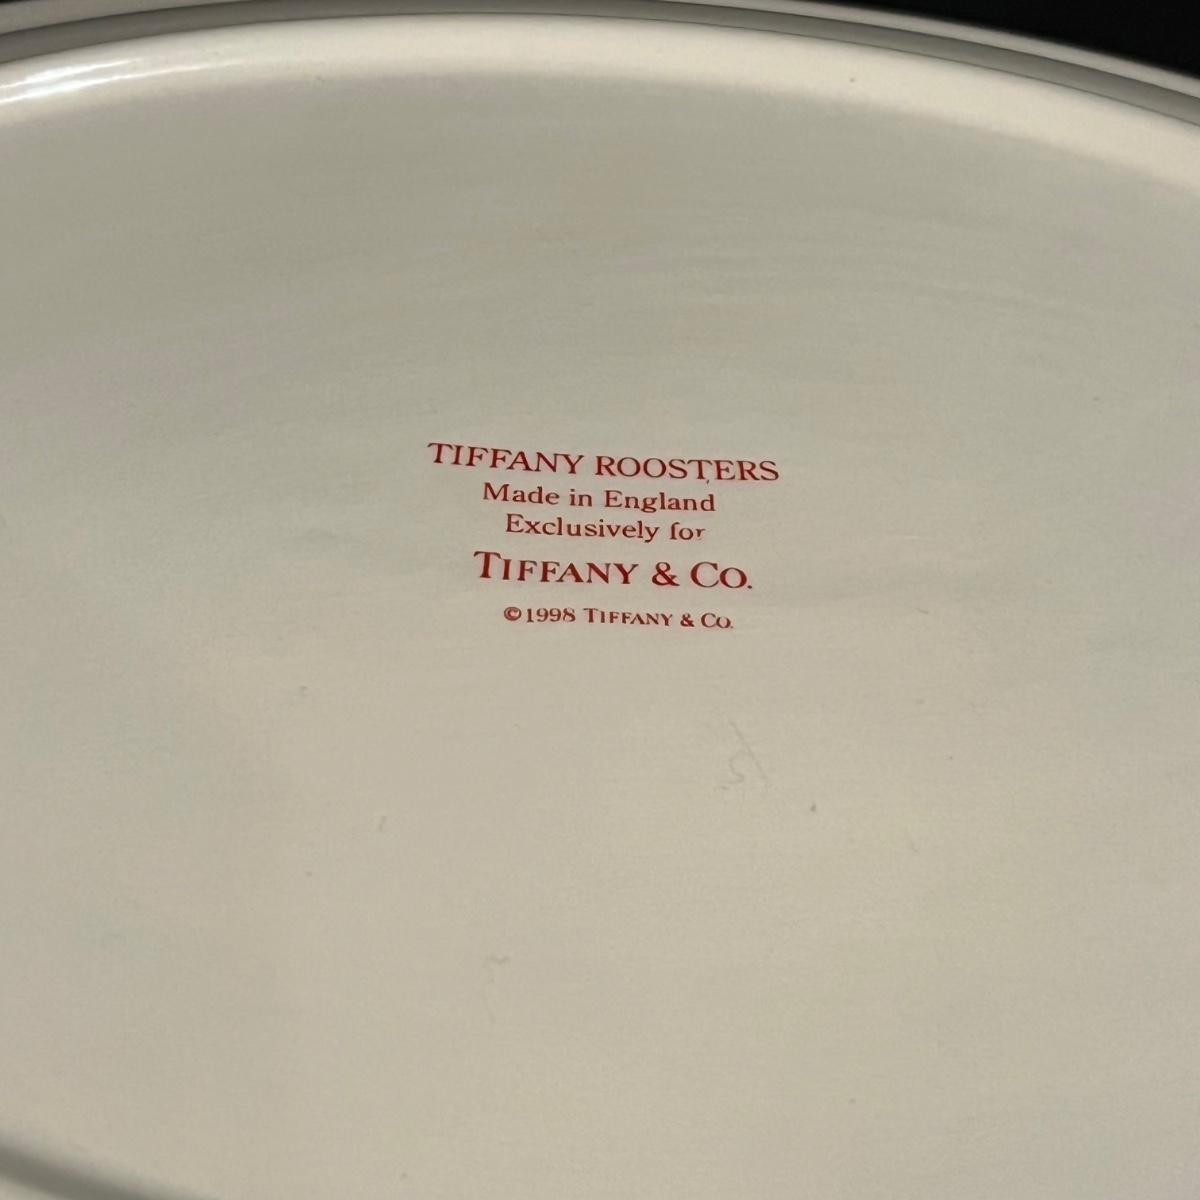 TIFFANY ROOSTERS
Made in England
Exclusively for
TIFFANY & CO.
©1998 TIFFANY & CO.